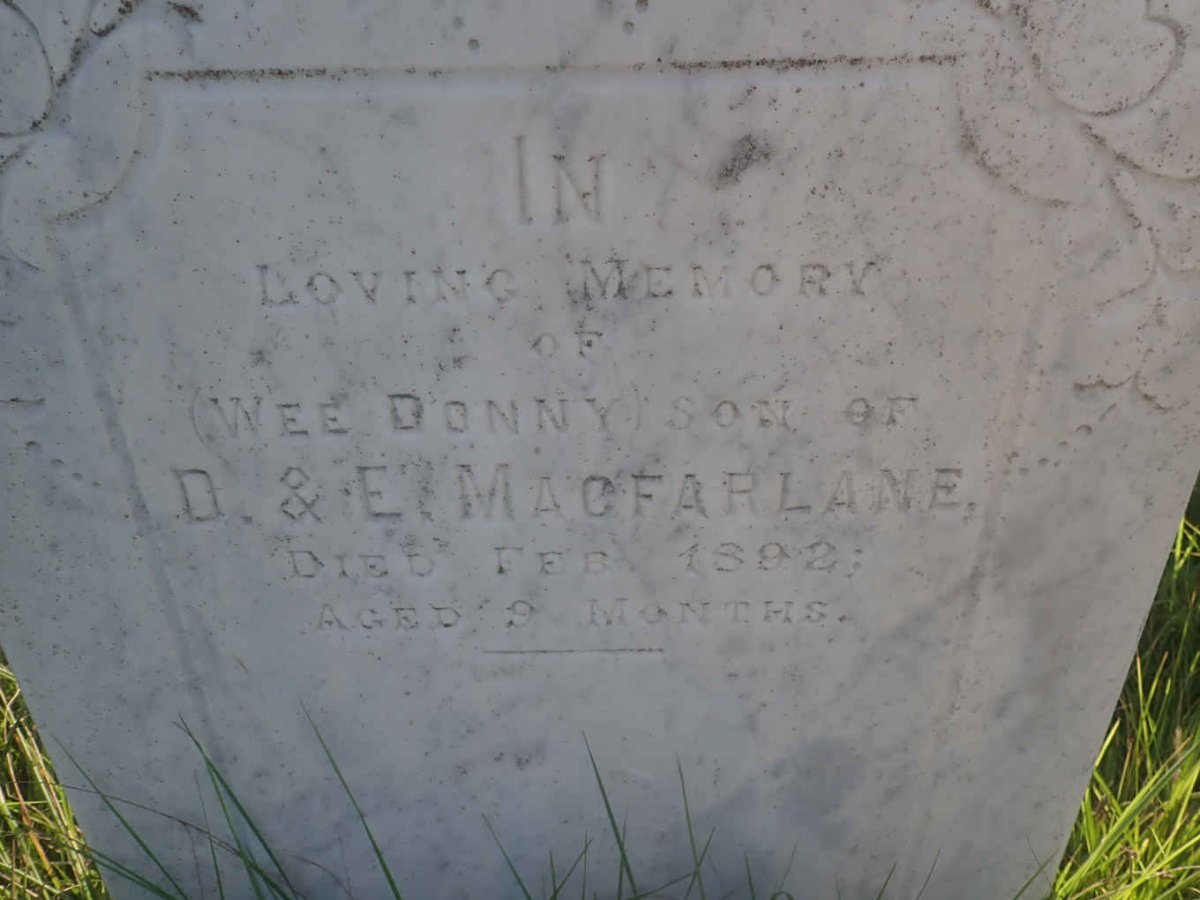 IN
LOVING MEMORY
OF
(WEE DONNY) SON OF
D. & E. MACFARLANE.
DIED FEB 1892:
AGED 9 MONTHS.